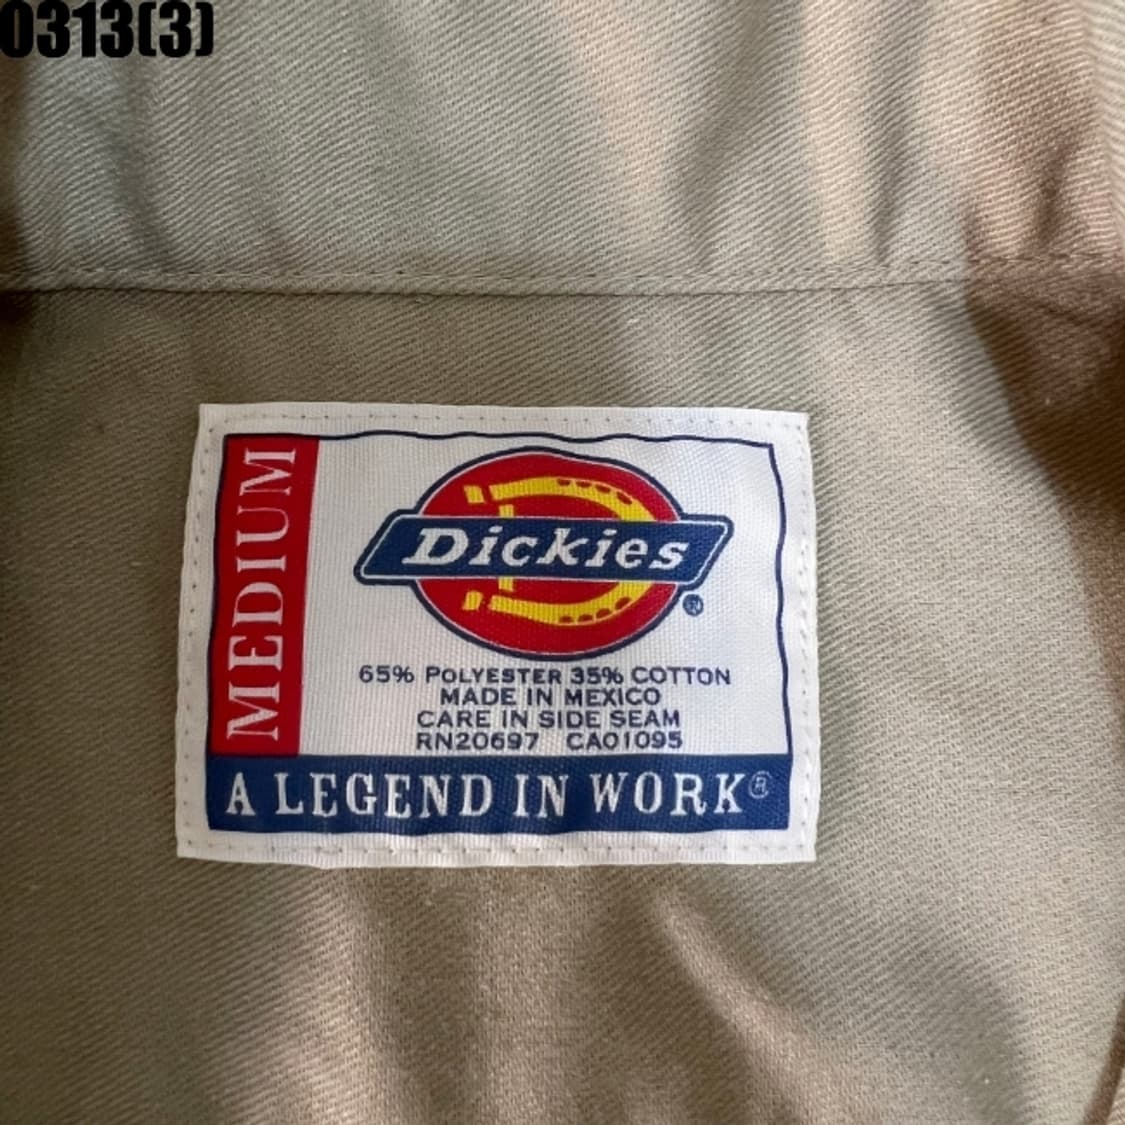 0313(3)
MEDIUM
Dickies®
65% POLYESTER 35% COTTON
MADE IN MEXICO
CARE IN SIDE SEAM
RN20697 CA01095
A LEGEND IN WORK®